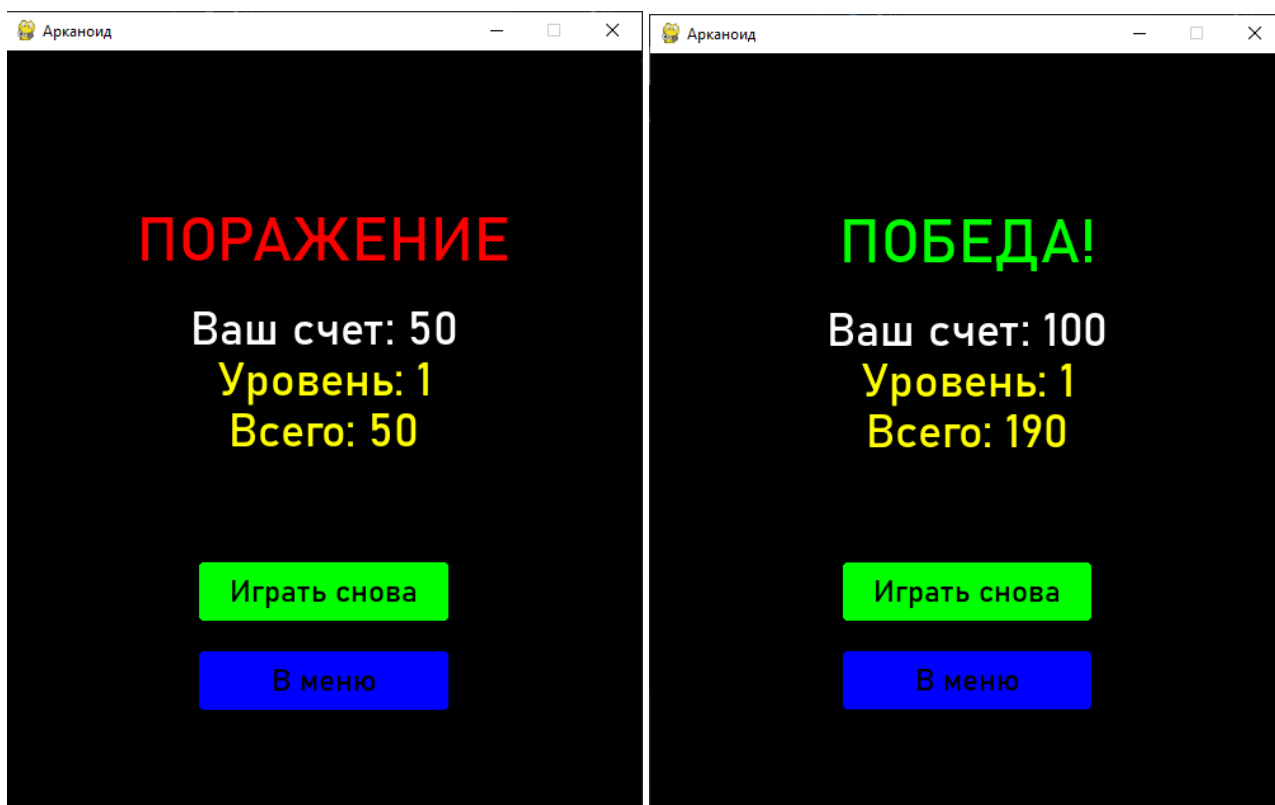 Арканоид
ПОРАЖЕНИЕ
Ваш счет: 50
Уровень: 1
Всего: 50
Играть снова
В меню
Арканоид
ПОБЕДА!
Ваш счет: 100
Уровень: 1
Всего: 190
Играть снова
В меню